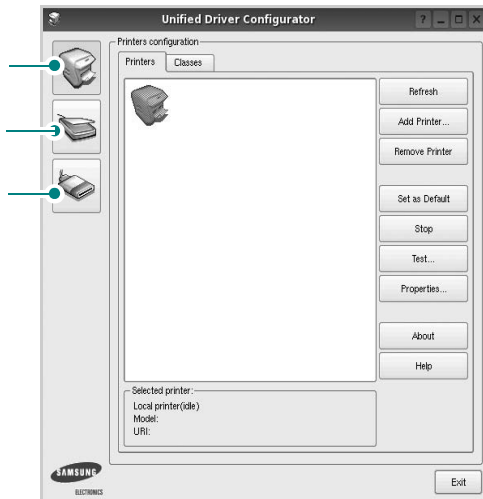 Unified Driver Configurator
Printers configuration
Printers Classes
Refresh
Add Printer...
Remove Printer
Set as Default
Stop
Test...
Properties...
About
Help
Selected printer:
Local printer(idle)
Model:
URI:
SAMSUNG
ELECTRONICS
Exit